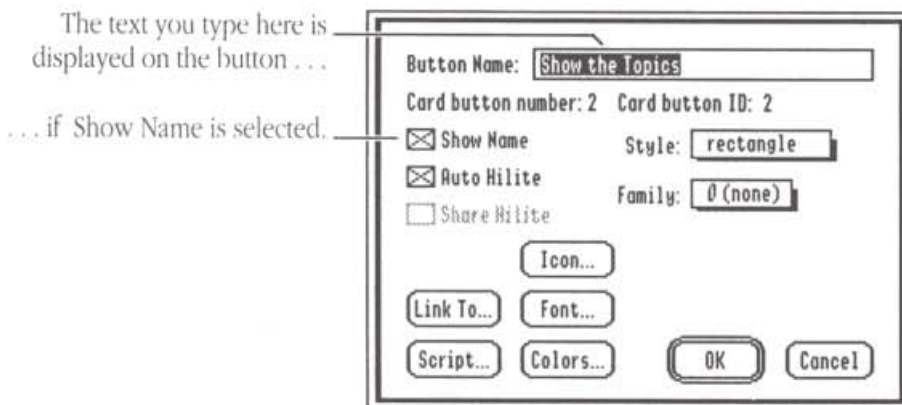 The text you type here is
displayed on the button . . .
. . . if Show Name is selected.
Button Name: Show the Topics
Card button number: 2 Card button ID: 2
Show Name
Style: rectangle
Auto Hilite
Family: 0 (none)
Share Hilite
Icon...
Link To... Font...
Script... Colors... OK Cancel